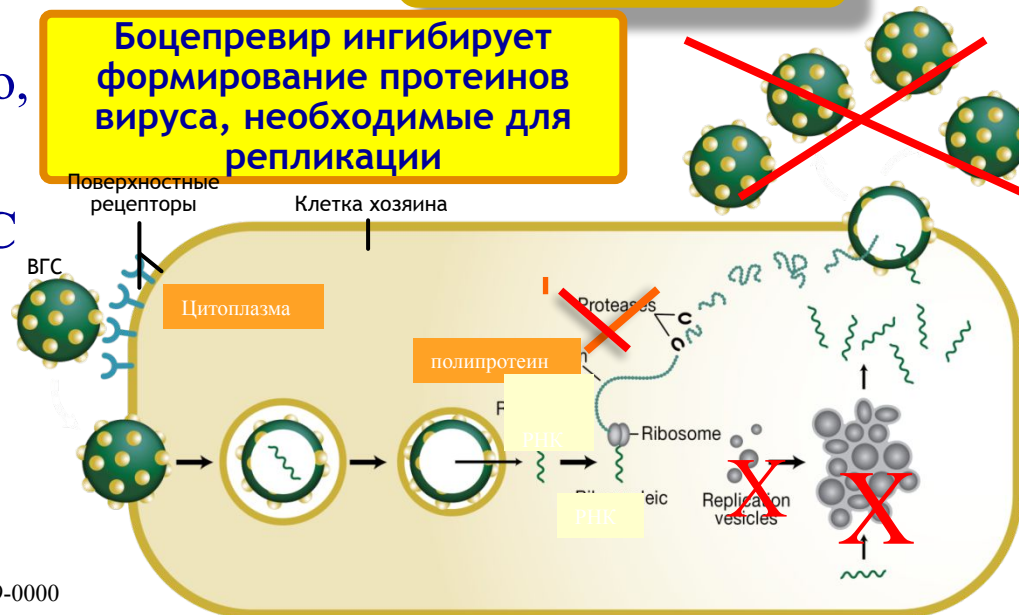 Боцепревир ингибирует
формирование протеинов
вируса, необходимые для
репликации
Поверхностные
рецепторы
Клетка хозяина
С
ВГС
Цитоплазма
Proteases
полипротеин
РНК
Ribosome
РНК
Replication
vesicles
X
X
-0000